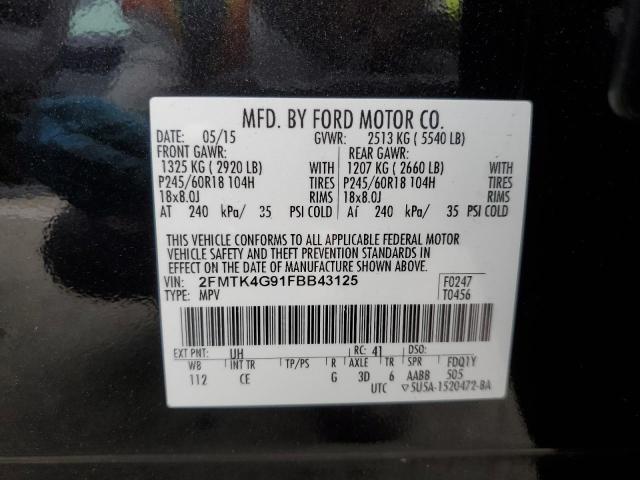 MFD. BY FORD MOTOR CO.
DATE: 05/15 GVWR: 2513 KG ( 5540 LB)
FRONT GAWR: REAR GAWR:
1325 KG ( 2920 LB) WITH 1207 KG ( 2660 LB) WITH
P245/60R18 104H TIRES P245/60R18 104H TIRES
18x8.0J RIMS 18x8.0J RIMS
AT 240 kPa/ 35 PSI COLD AT 240 kPa/ 35 PSI COLD
THIS VEHICLE CONFORMS TO ALL APPLICABLE FEDERAL MOTOR
VEHICLE SAFETY AND THEFT PREVENTION STANDARDS IN
EFFECT ON THE DATE OF MANUFACTURE SHOWN ABOVE.
VIN: 2FMTK4G91FBB43125 F0247
TYPE: MPV T0456
EXT PNT: UH RC: 41 DSO:
WB INT TR TP/PS R AXLE TR SPR FDQ1Y
112 CE G 3D 6 AABB 505
UTC 5U5A-1520472-BA